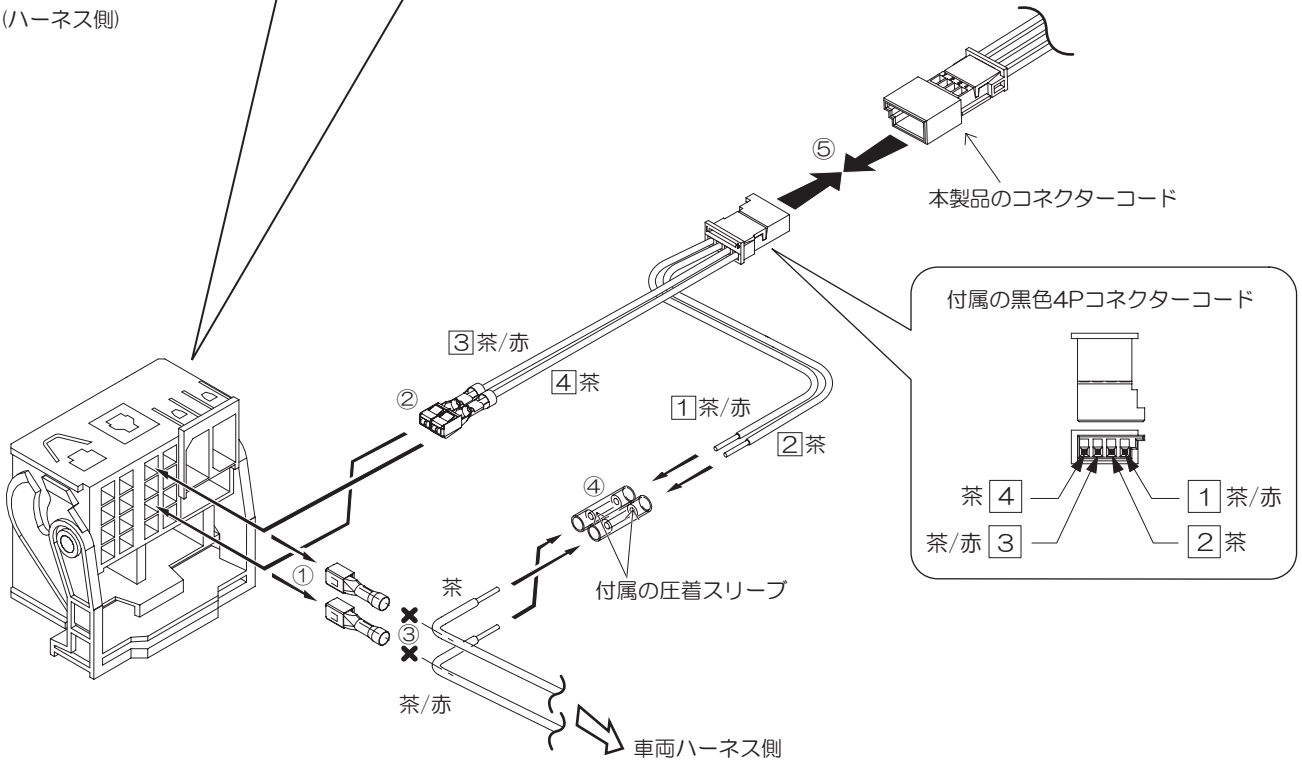 (ハーネス側)
⑤
本製品のコネクターコード
付属の黒色4Pコネクターコード
3 茶/赤
4 茶
②
1 茶/赤
2 茶
茶 4
1 茶/赤
茶/赤 3
2 茶
④
①
茶
付属の圧着スリーブ
③
茶/赤
車両ハーネス側